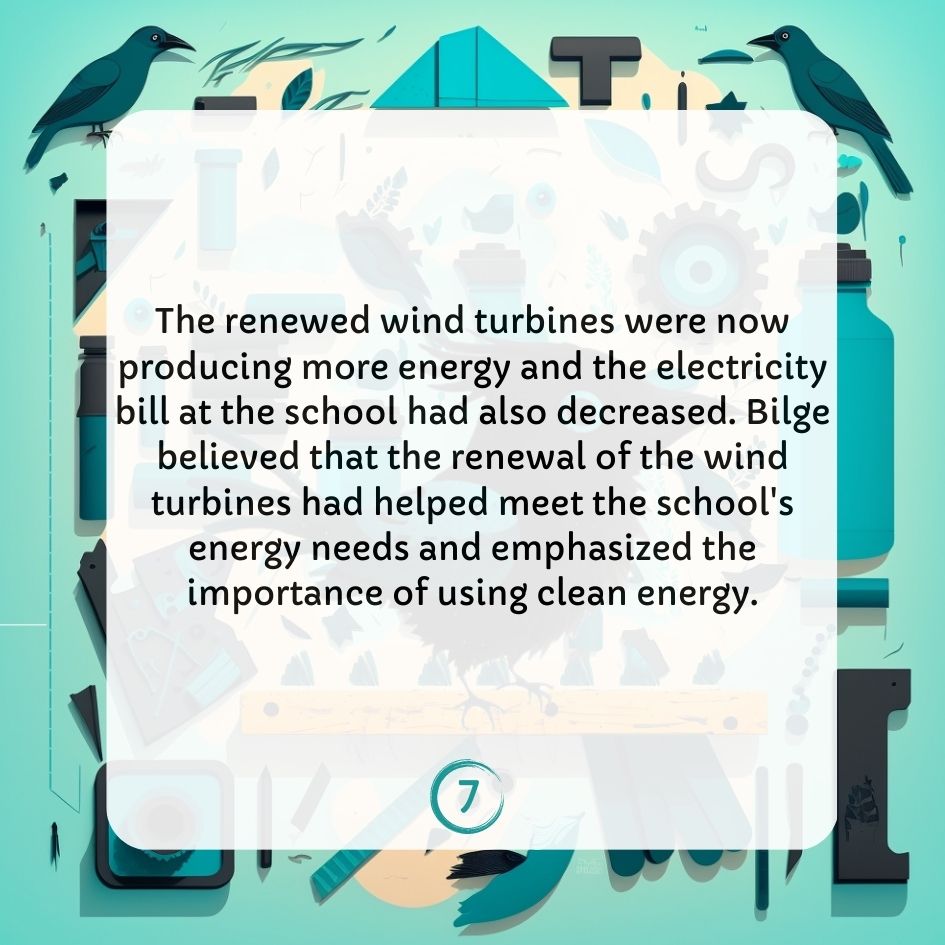 The renewed wind turbines were now
producing more energy and the electricity
bill at the school had also decreased. Bilge
believed that the renewal of the wind
turbines had helped meet the school's
energy needs and emphasized the
importance of using clean energy.
7